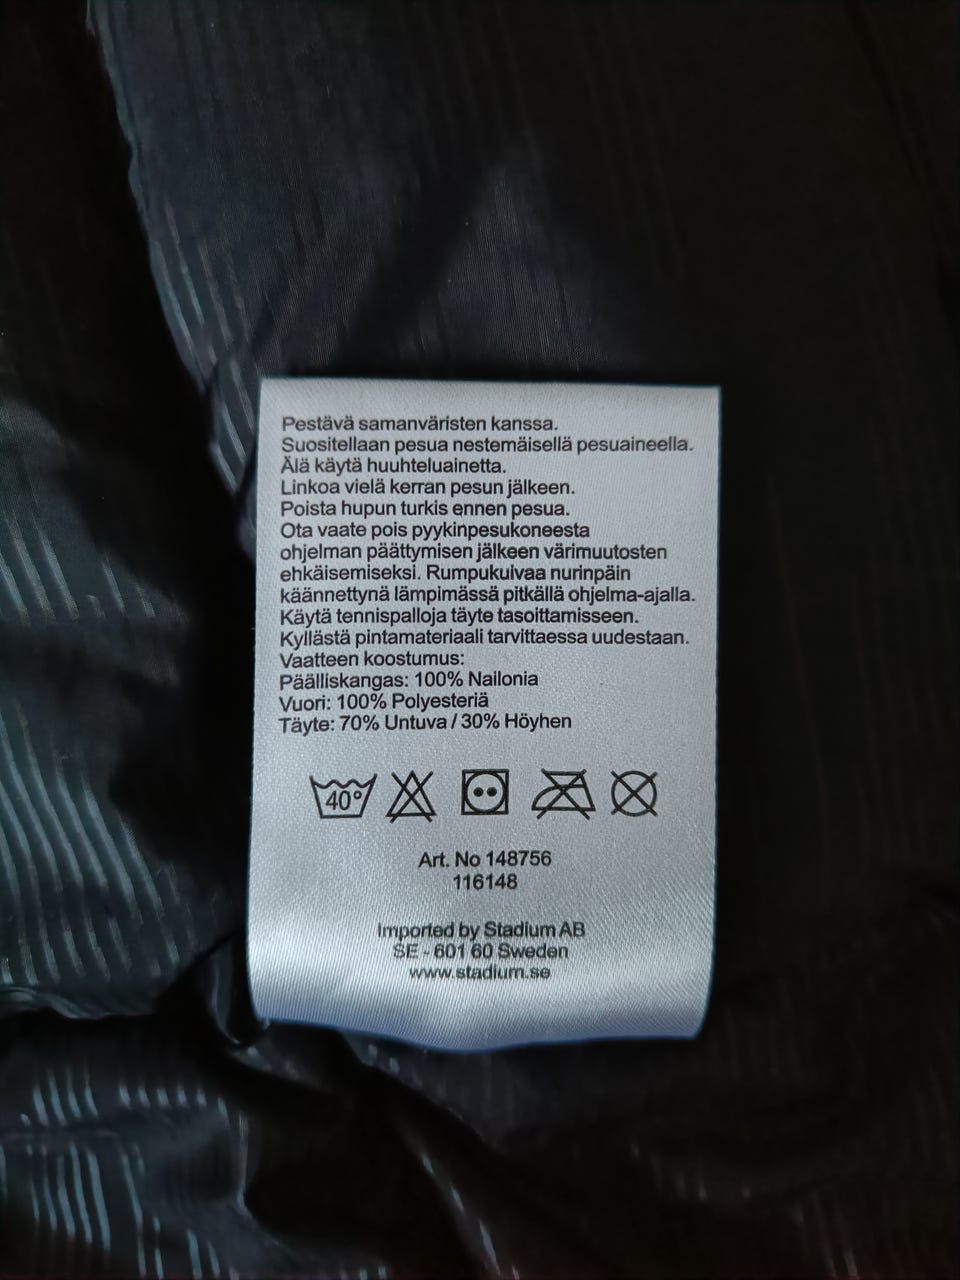 Pestävä samanväristen kanssa.
Suositellaan pesua nestemäisellä pesuaineella.
Älä käytä huuhteluainetta.
Linkoa vielä kerran pesun jälkeen.
Poista hupun turkis ennen pesua.
Ota vaate pois pyykinpesukoneesta
ohjelman päättymisen jälkeen värimuutosten
ehkäisemiseksi. Rumpukuivaa nurinpäin
käännettynä lämpimässä pitkällä ohjelma-ajalla.
Käytä tennispalloja täyte tasoittamisseen.
Kyllästä pintamateriaali tarvittaessa uudestaan.
Vaatteen koostumus:
Päälliskangas: 100% Nailonia
Vuori: 100% Polyesteriä
Täyte: 70% Untuva / 30% Höyhen
40°
Art. No 148756
116148
Imported by Stadium AB
SE - 601 60 Sweden
www.stadium.se